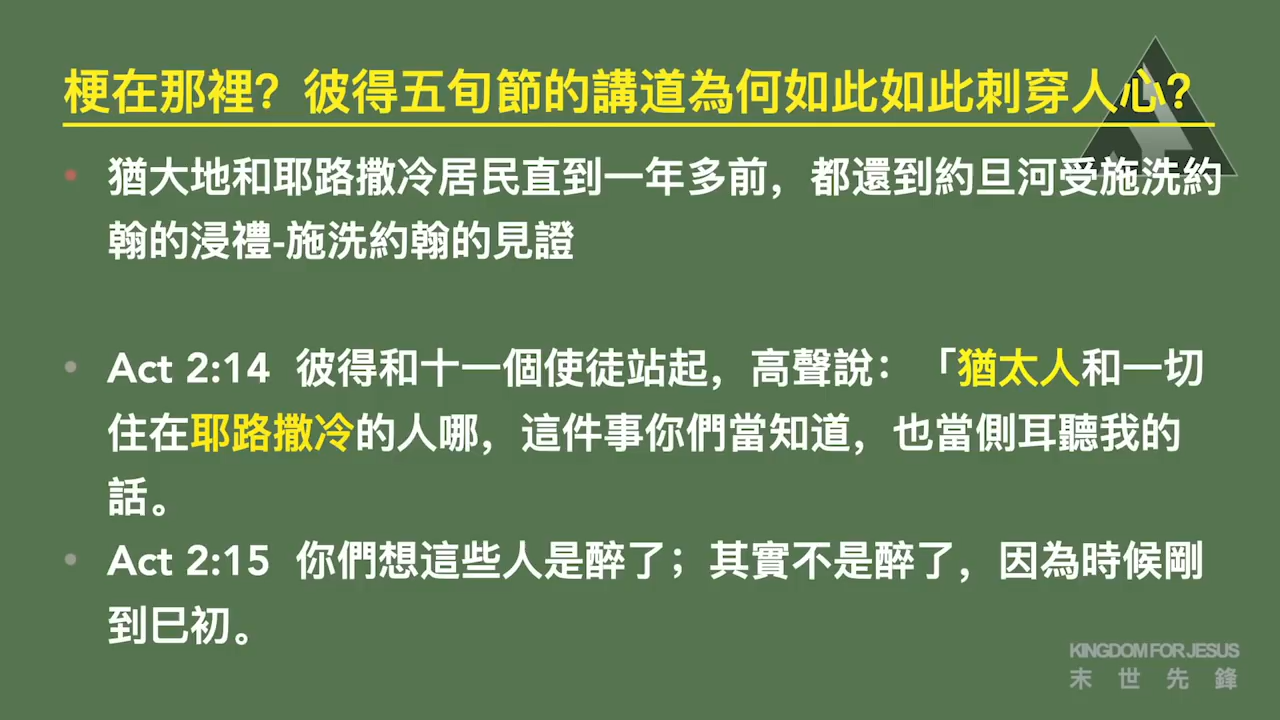 梗在那裡？彼得五旬節的講道為何如此如此刺穿人心？
• 猶大地和耶路撒冷居民直到一年多前，都還到約旦河受施洗約
翰的浸禮-施洗約翰的見證
• Act 2:14 彼得和十一個使徒站起，高聲說：「猶太人和一切
住在耶路撒冷的人哪，這件事你們當知道，也當側耳聽我的
話。
• Act 2:15 你們想這些人是醉了；其實不是醉了，因為時候剛
到巳初。
KINGDOM FOR JESUS
末世先鋒